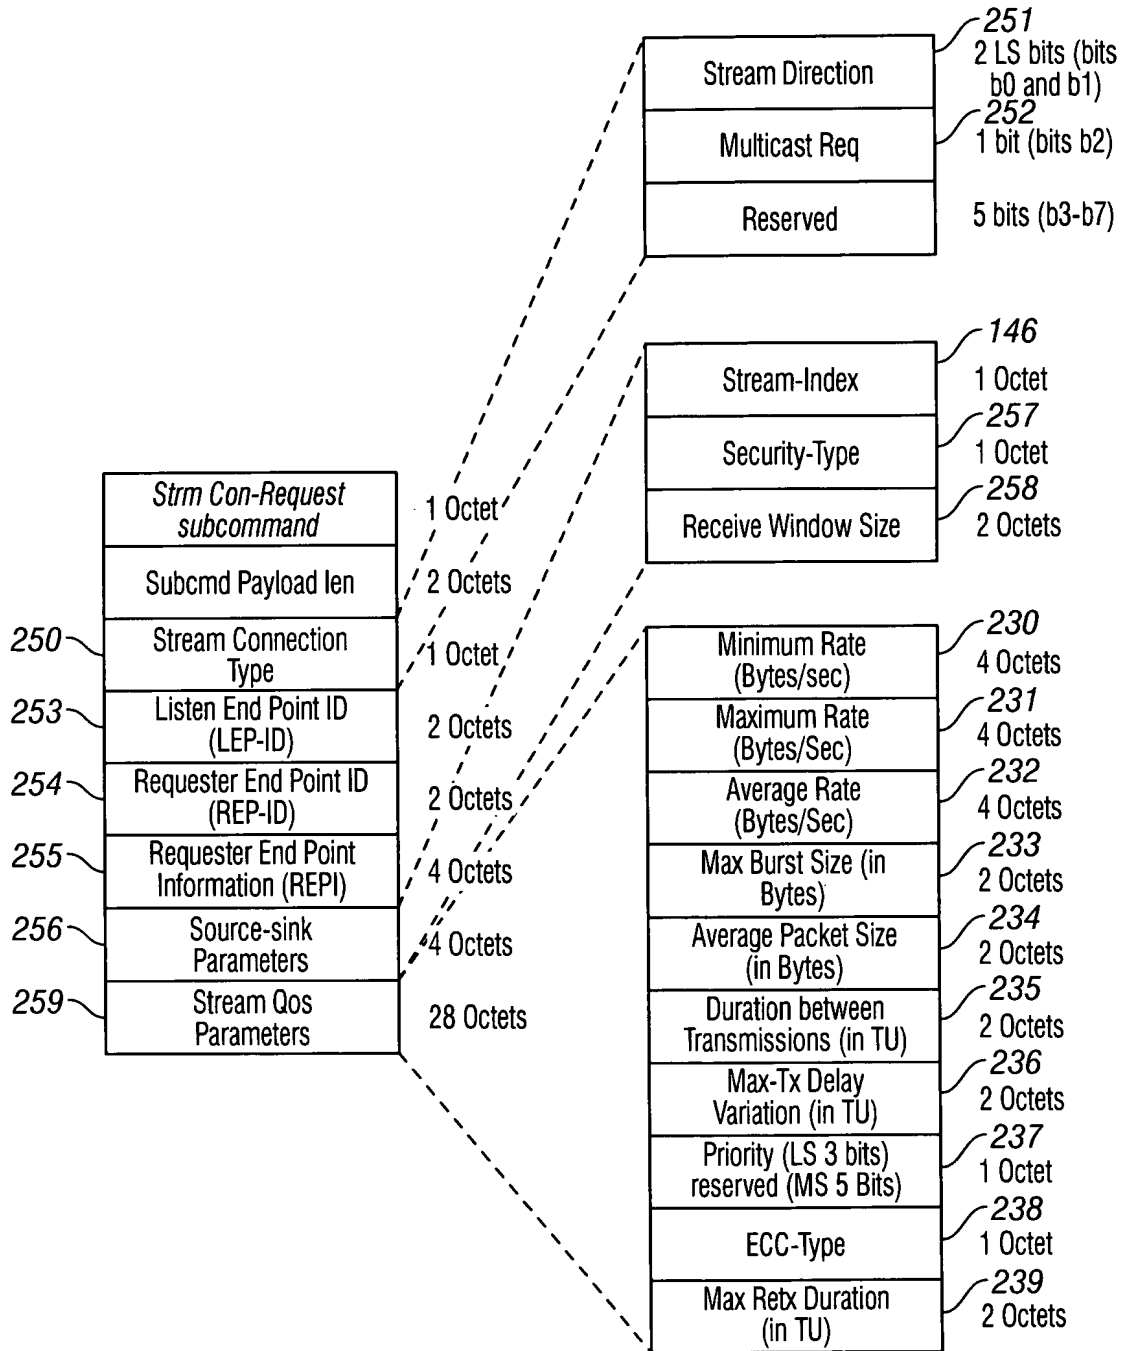 251
Stream Direction
2 LS bits (bits
b0 and b1)
252
Multicast Req
1 bit (bits b2)
Reserved
5 bits (b3-b7)
146
Stream-Index
1 Octet
257
Security-Type
1 Octet
258
Receive Window Size
2 Octets
Strm Con-Request
subcommand
1 Octet
Subcmd Payload len
2 Octets
250
Stream Connection
Type
1 Octet
253
Listen End Point ID
(LEP-ID)
2 Octets
254
Requester End Point ID
(REP-ID)
2 Octets
255
Requester End Point
Information (REPI)
4 Octets
256
Source-sink
Parameters
4 Octets
259
Stream Qos
Parameters
28 Octets
230
Minimum Rate
(Bytes/sec)
4 Octets
231
Maximum Rate
(Bytes/Sec)
4 Octets
232
Average Rate
(Bytes/Sec)
4 Octets
233
Max Burst Size (in
Bytes)
2 Octets
234
Average Packet Size
(in Bytes)
2 Octets
235
Duration between
Transmissions (in TU)
2 Octets
236
Max-Tx Delay
Variation (in TU)
2 Octets
237
Priority (LS 3 bits)
reserved (MS 5 Bits)
1 Octet
238
ECC-Type
1 Octet
239
Max Retx Duration
(in TU)
2 Octets